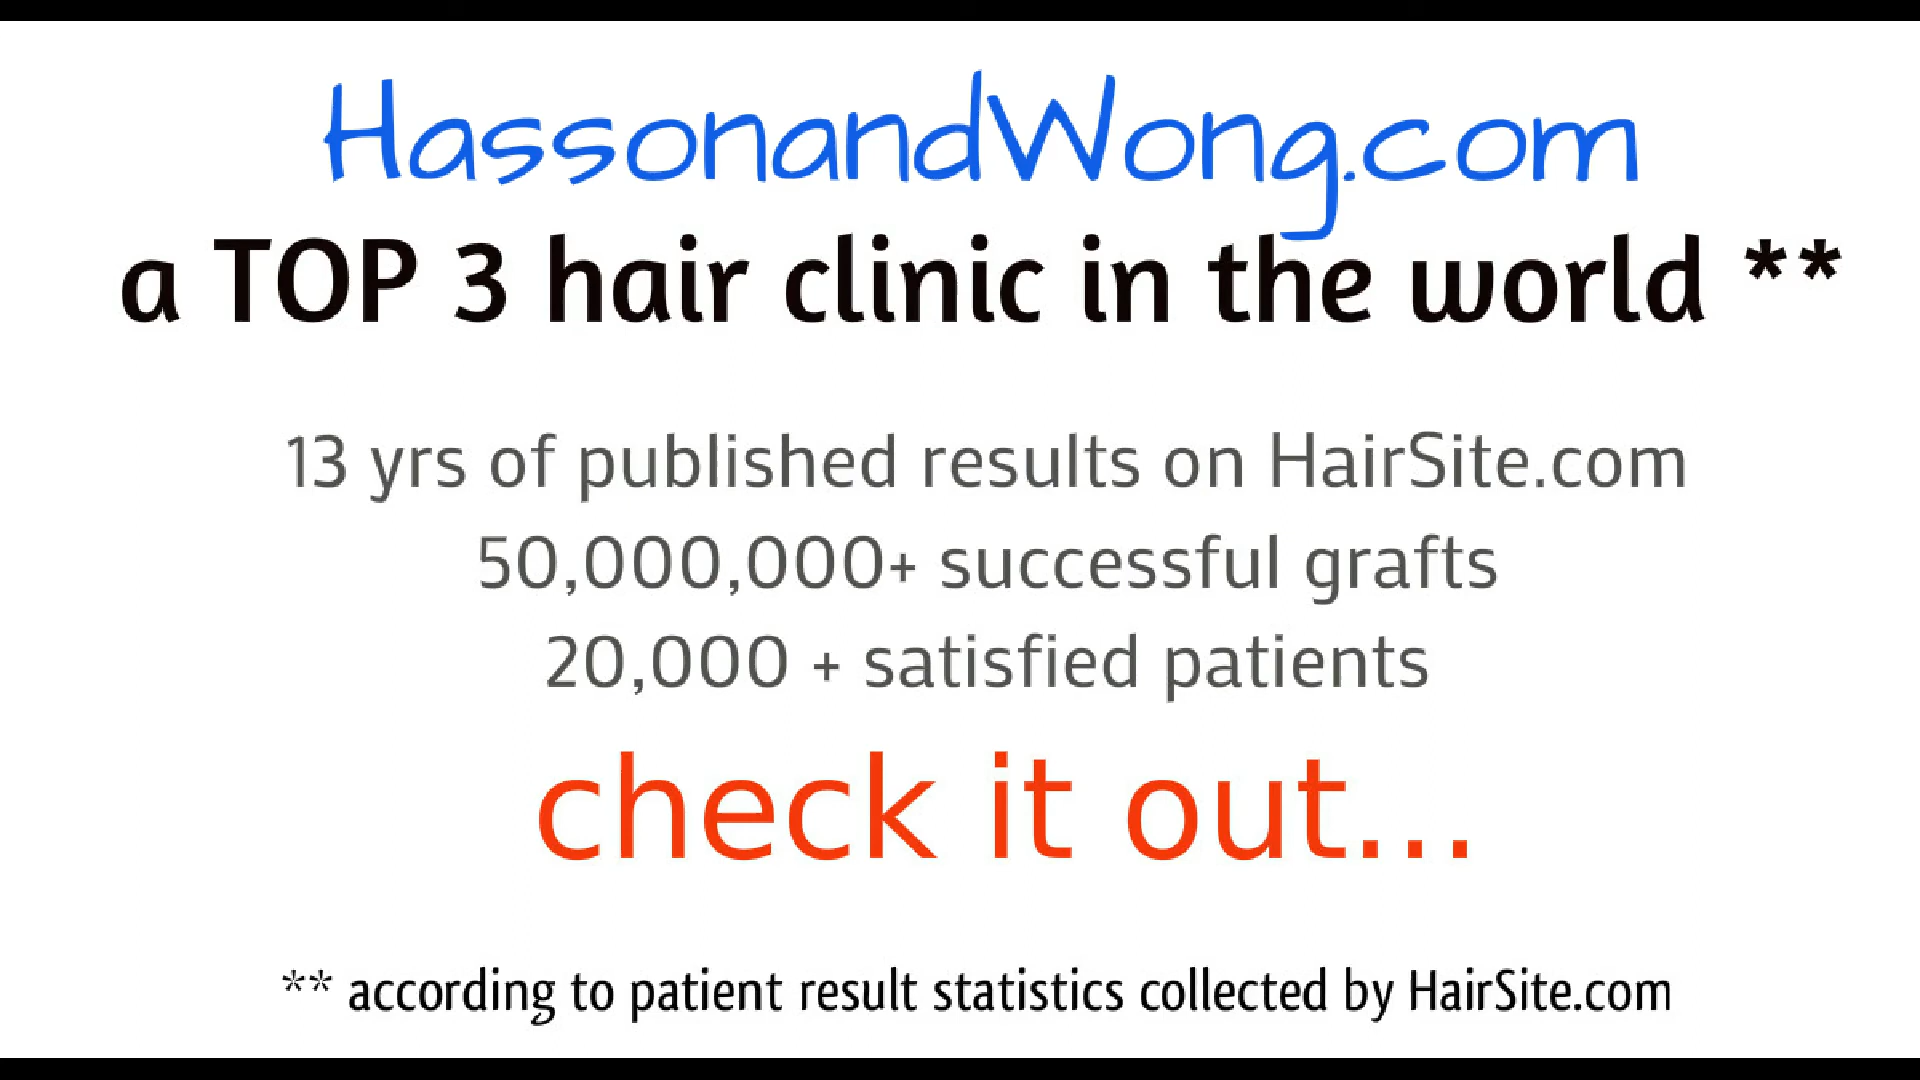 HassonandWong.com
a TOP 3 hair clinic in the world **
13 yrs of published results on HairSite.com
50,000,000+ successful grafts
20,000 + satisfied patients
check it out...
** according to patient result statistics collected by HairSite.com